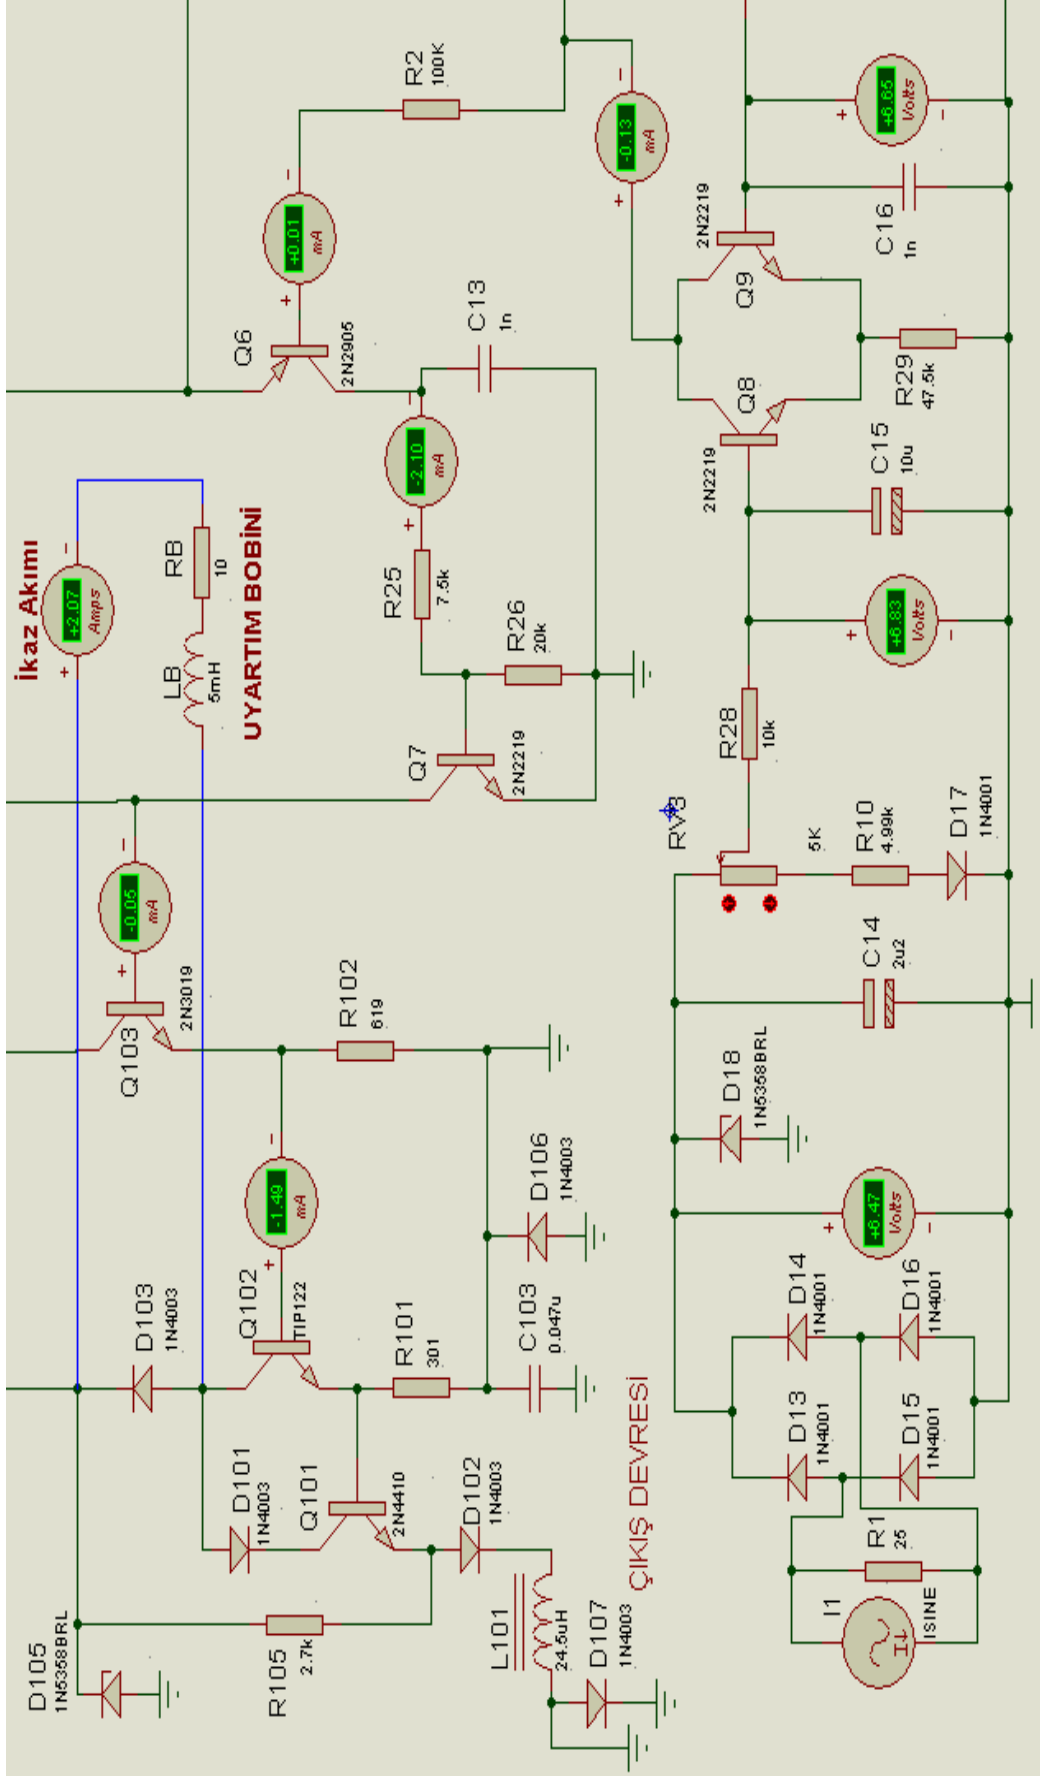 İkaz Akımı
+2.07
Amps
+
−
RB
10
LB
5mH
UYARTIM BOBİNİ
R2
100K
+0.01
mA
+
−
Q6
2N2905
C13
1n
-2.10
mA
+
−
R25
7.5k
R26
20k
Q7
2N2219
-0.05
mA
+
−
Q103
2N3019
R102
619
-1.49
mA
+
−
D103
1N4003
Q102
TIP122
R101
301
D106
1N4003
C103
0.047u
D101
1N4003
Q101
2N4410
D102
1N4003
D105
1N5358BRL
R105
2.7k
L101
24.5uH
D107
1N4003
ÇIKIŞ DEVRESİ
-0.13
mA
+
−
+6.65
Volts
+
−
C16
1n
2N2219
Q9
Q8
2N2219
R29
47.5k
C15
10u
+6.83
Volts
+
−
R28
10k
RV3
5K
R10
4.99k
D17
1N4001
C14
2u2
D18
1N5358BRL
+6.47
Volts
+
−
D14
1N4001
D16
1N4001
D13
1N4001
D15
1N4001
R1
25
I1
ISINE